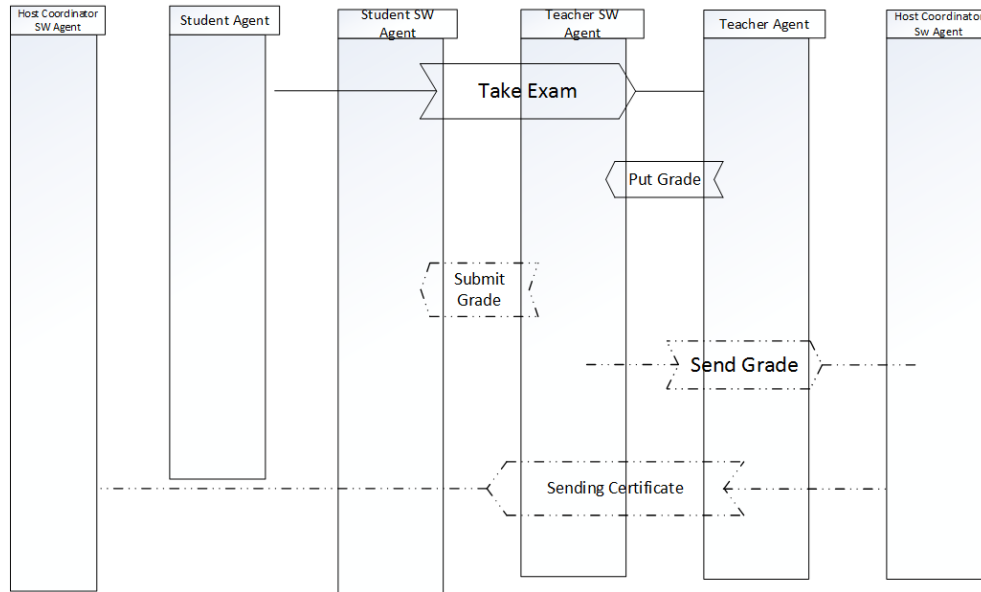 Host Coordinator
SW Agent
Student Agent
Student SW
Agent
Teacher SW
Agent
Teacher Agent
Host Coordinator
Sw Agent
Take Exam
Put Grade
Submit
Grade
Send Grade
Sending Certificate